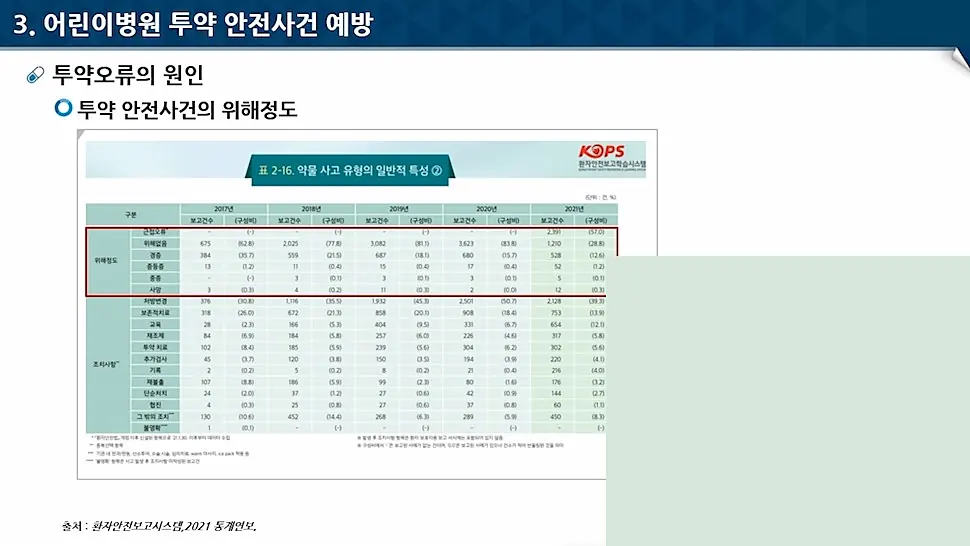 3. 어린이병원 투약 안전사건 예방
투약오류의 원인
투약 안전사건의 위해정도
KOPS
환자안전보고학습시스템
표 2-16. 약물 사고 유형의 일반적 특성 ②
(단위 : 건, %)
구분 2017년 2018년 2019년 2020년 2021년
보고건수 (구성비) 보고건수 (구성비) 보고건수 (구성비) 보고건수 (구성비) 보고건수 (구성비)
위해정도
근접오류* - (-) - (-) - (-) - (-) 2,391 (57.0)
위해없음 675 (62.8) 2,025 (77.8) 3,082 (81.1) 3,623 (83.8) 1,210 (28.8)
경증 384 (35.7) 559 (21.5) 687 (18.1) 680 (15.7) 528 (12.6)
중등증 13 (1.2) 11 (0.4) 15 (0.4) 17 (0.4) 52 (1.2)
중증 - (-) 3 (0.1) 3 (0.1) 3 (0.1) 5 (0.1)
사망 3 (0.3) 4 (0.2) 11 (0.3) 2 (0.0) 12 (0.3)
조치사항**
처방변경 376 (30.8) 1,116 (35.5) 1,932 (45.3) 2,501 (50.7) 2,128 (39.3)
보존적치료 318 (26.0) 672 (21.3) 858 (20.1) 908 (18.4) 753 (13.9)
교육 28 (2.3) 166 (5.3) 404 (9.5) 331 (6.7) 654 (12.1)
재조제 84 (6.9) 184 (5.8) 257 (6.0) 226 (4.6) 317 (5.8)
투약 치료 102 (8.4) 185 (5.9) 239 (5.6) 304 (6.2) 302 (5.6)
추가검사 45 (3.7) 120 (3.8) 150 (3.5) 194 (3.9) 220 (4.1)
기록 2 (0.2) 5 (0.2) 8 (0.2) 21 (0.4) 216 (4.0)
재불출 107 (8.8) 186 (5.9) 99 (2.3) 80 (1.6) 176 (3.2)
단순처치 24 (2.0) 37 (1.2) 27 (0.6) 42 (0.9) 144 (2.7)
협진 4 (0.3) 25 (0.8) 27 (0.6) 37 (0.8) 60 (1.1)
그 밖의 조치*** 130 (10.6) 452 (14.4) 268 (6.3) 289 (5.9) 450 (8.3)
불명확**** 1 (0.1) - (-) - (-) - (-) - (-)
** 중복선택 항목
출처 : 환자안전보고시스템,2021 통계연보.